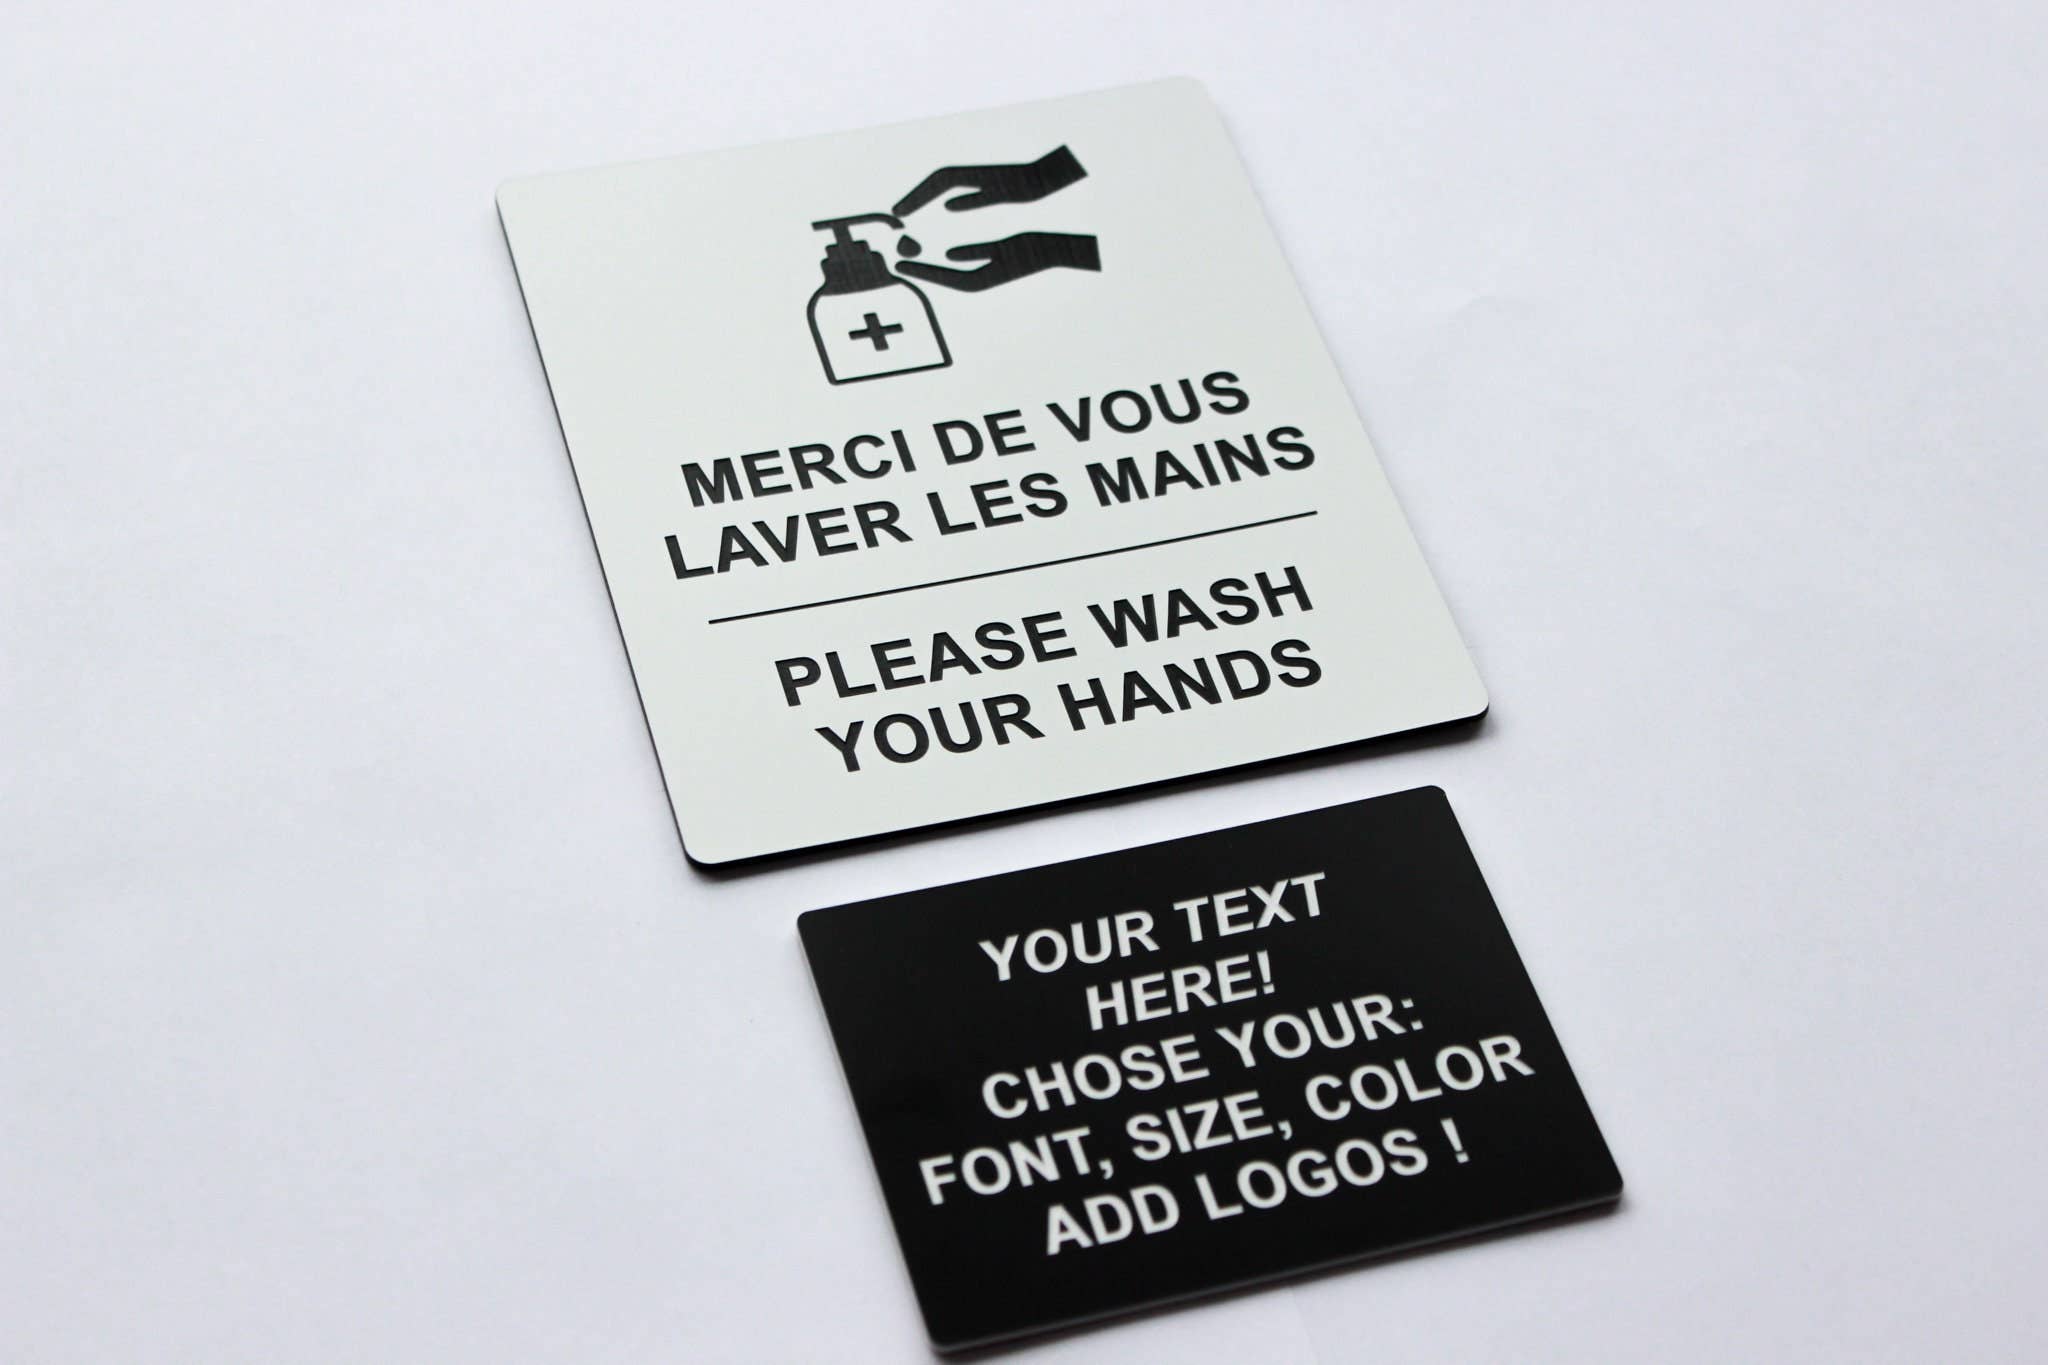 MERCI DE VOUS
LAVER LES MAINS
PLEASE WASH
YOUR HANDS
YOUR TEXT
HERE!
CHOSE YOUR:
FONT, SIZE, COLOR
ADD LOGOS !